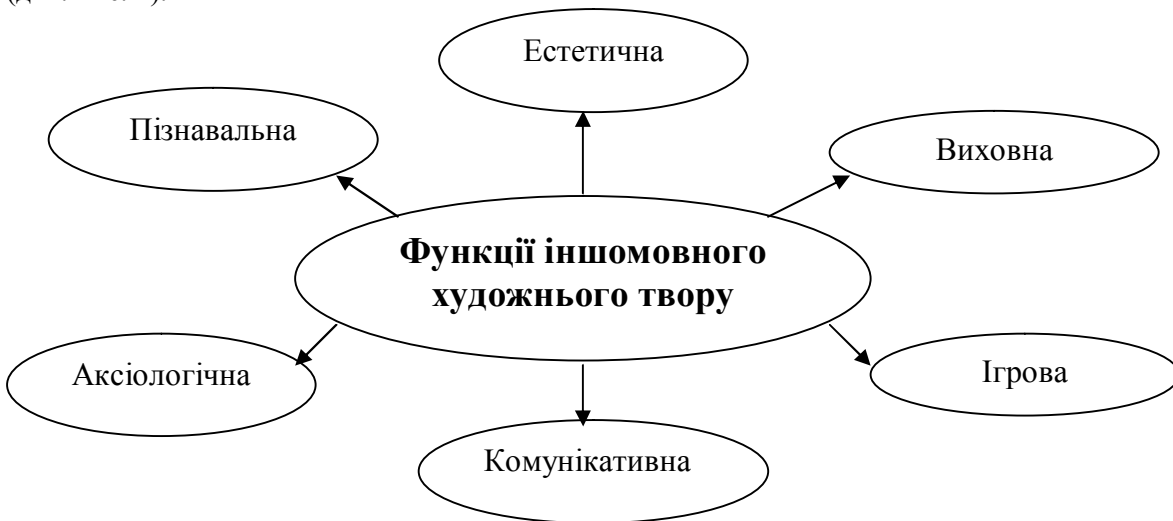 Естетична
Пізнавальна
Виховна
Функції іншомовного
художнього твору
Аксіологічна
Ігрова
Комунікативна